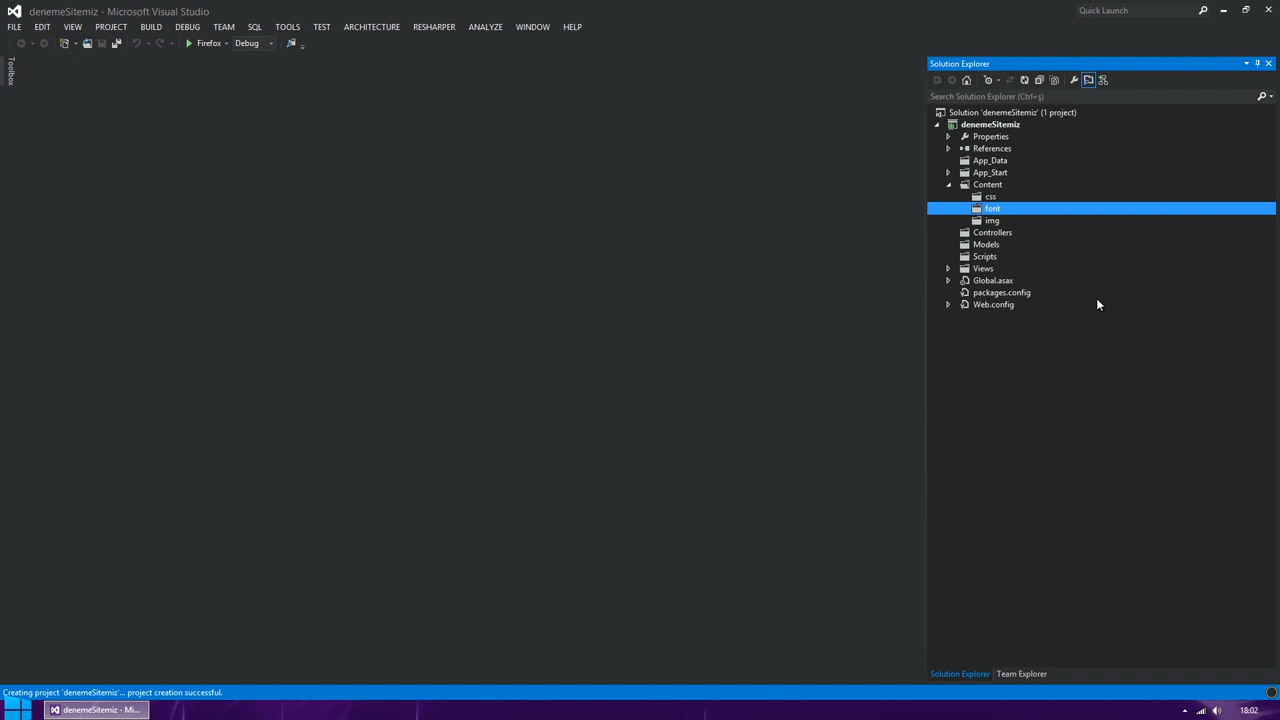 denemeSitemiz - Microsoft Visual Studio
Quick Launch
FILE EDIT VIEW PROJECT BUILD DEBUG TEAM SQL TOOLS TEST ARCHITECTURE RESHARPER ANALYZE WINDOW HELP
Firefox Debug
Toolbox
Solution Explorer
Search Solution Explorer (Ctrl+ş)
Solution 'denemeSitemiz' (1 project)
denemeSitemiz
Properties
References
App_Data
App_Start
Content
css
font
img
Controllers
Models
Scripts
Views
Global.asax
packages.config
Web.config
Solution Explorer Team Explorer
Creating project 'denemeSitemiz'... project creation successful.
denemeSitemiz - Mi...
18:02